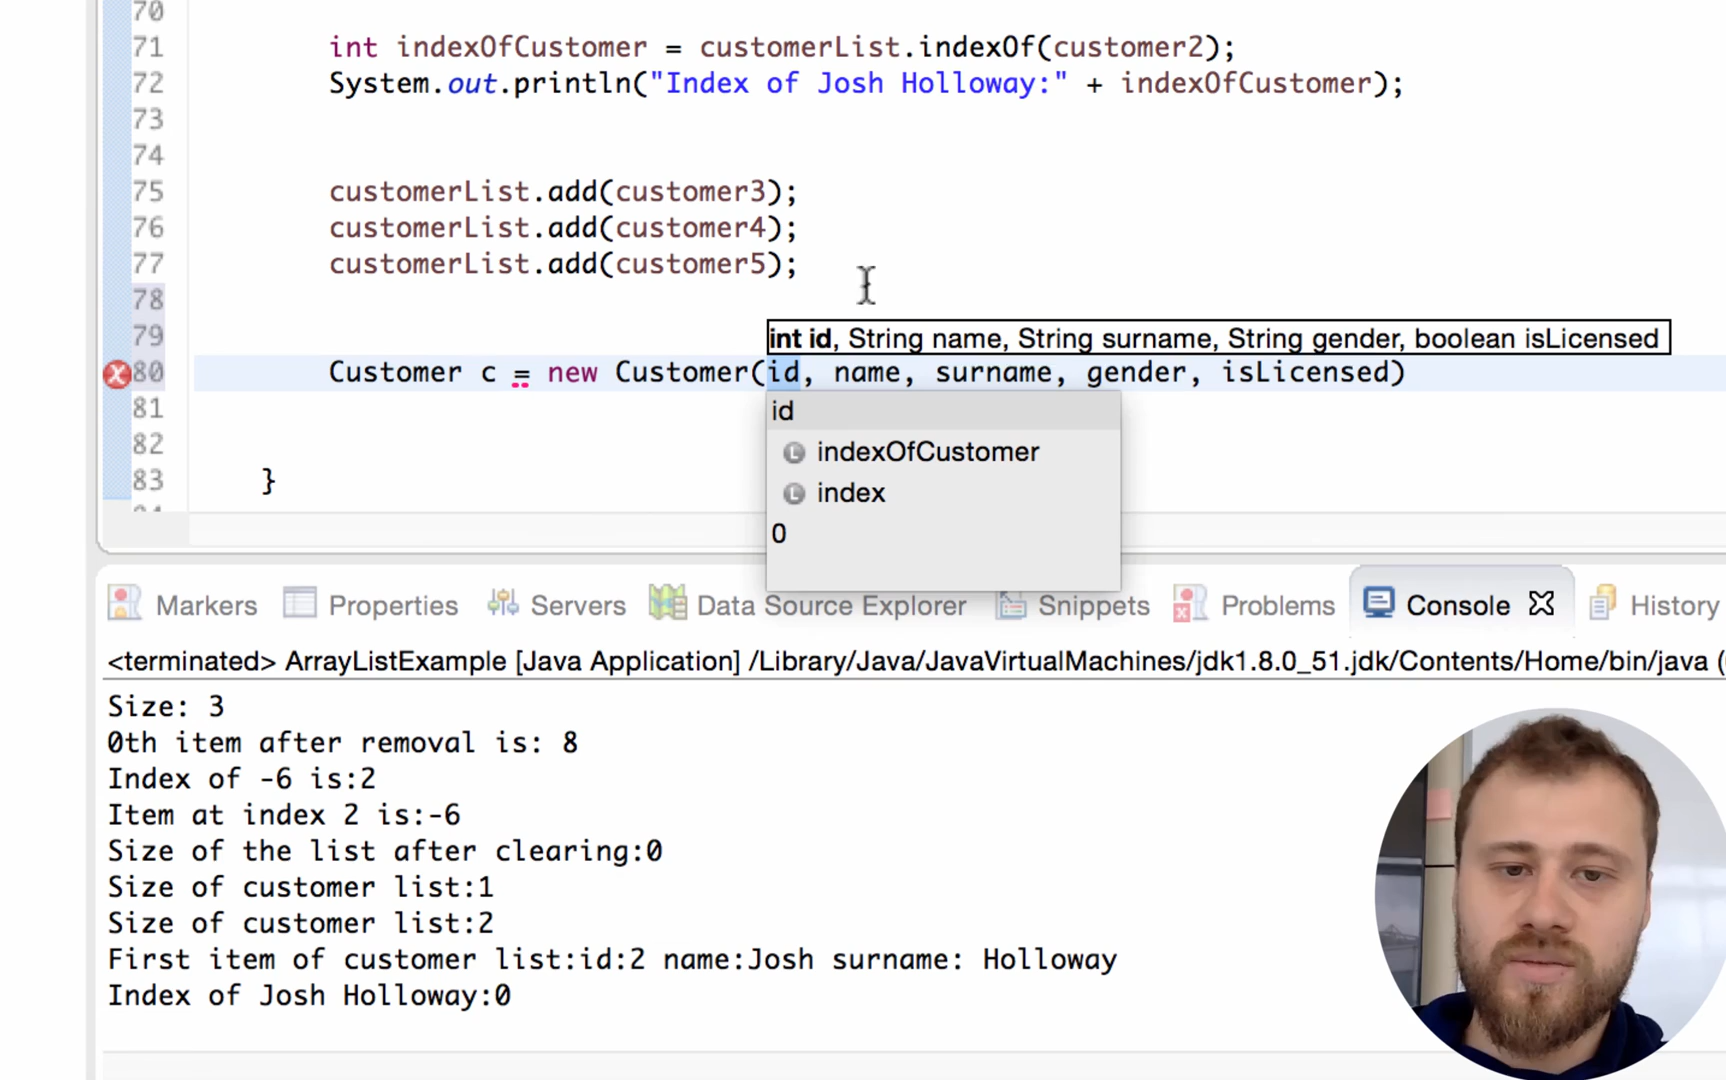 70
71 int indexOfCustomer = customerList.indexOf(customer2);
72 System.out.println("Index of Josh Holloway:" + indexOfCustomer);
73
74
75 customerList.add(customer3);
76 customerList.add(customer4);
77 customerList.add(customer5);
78
79
int id, String name, String surname, String gender, boolean isLicensed
80 Customer c = new Customer(id, name, surname, gender, isLicensed)
81
id
82
indexOfCustomer
83 }
index
0
Markers Properties Servers Data Source Explorer Snippets Problems Console History
<terminated> ArrayListExample [Java Application] /Library/Java/JavaVirtualMachines/jdk1.8.0_51.jdk/Contents/Home/bin/java (
Size: 3
0th item after removal is: 8
Index of -6 is:2
Item at index 2 is:-6
Size of the list after clearing:0
Size of customer list:1
Size of customer list:2
First item of customer list:id:2 name:Josh surname: Holloway
Index of Josh Holloway:0